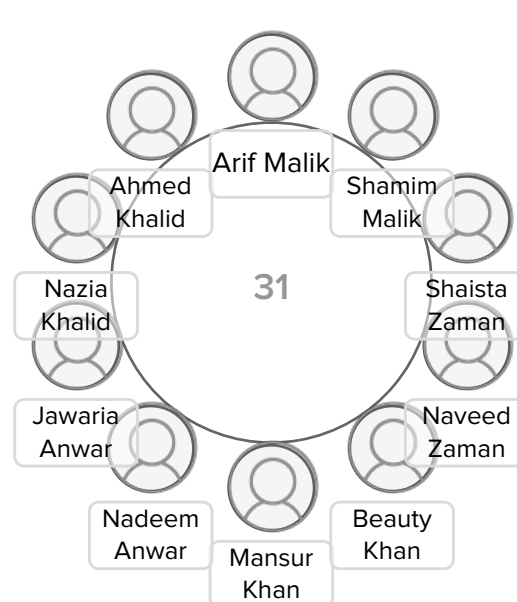 Arif Malik
Ahmed
Khalid
Shamim
Malik
Nazia
Khalid
31
Shaista
Zaman
Jawaria
Anwar
Naveed
Zaman
Nadeem
Anwar
Beauty
Khan
Mansur
Khan